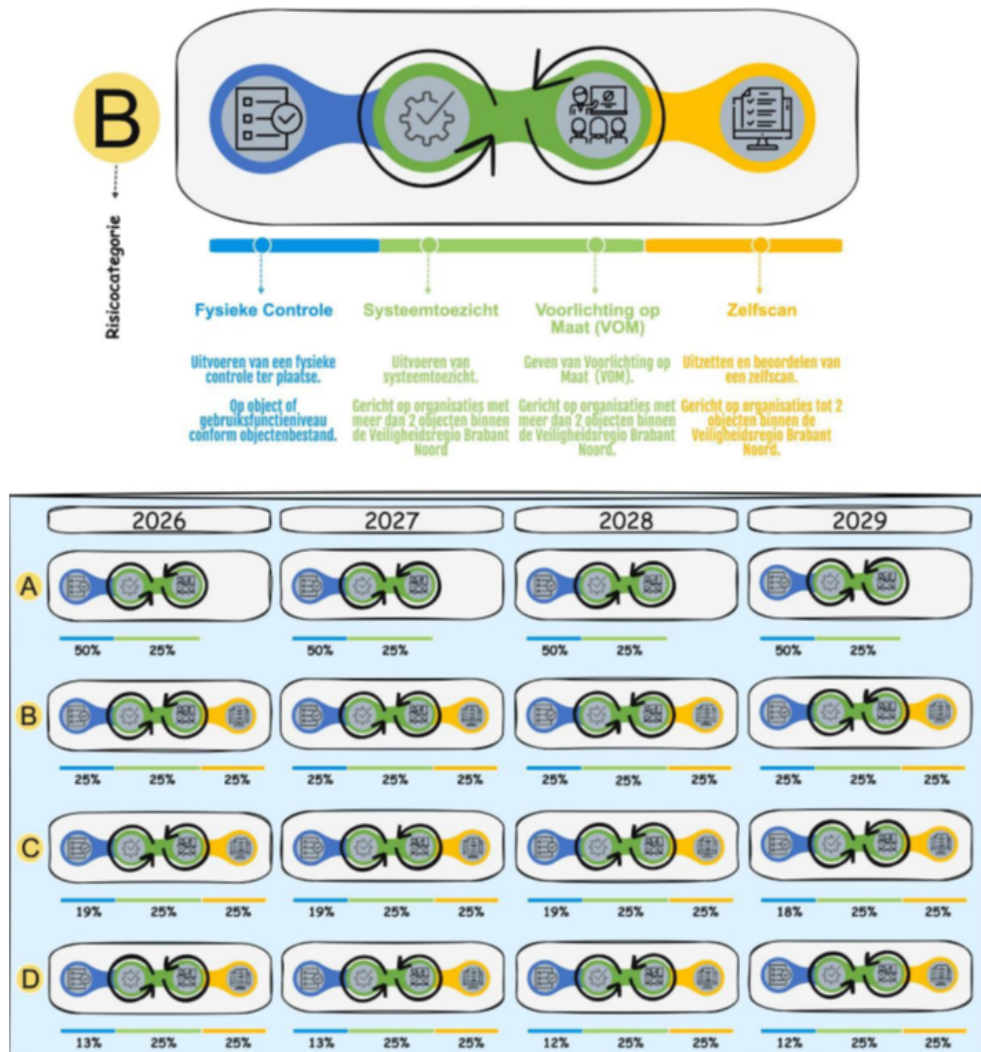 B
Risicocategorie
Fysieke Controle
Uitvoeren van een fysieke
controle ter plaatse.
Op object of
gebruiksfunctieniveau
conform objectenbestand.
Systeemtoezicht
Uitvoeren van
systeemtoezicht.
Gericht op organisaties met
meer dan 2 objecten binnen
de Veiligheidsregio Brabant
Noord
Voorlichting op
Maat (VOM)
Geven van Voorlichting op
Maat (VOM).
Gericht op organisaties met
meer dan 2 objecten binnen
de Veiligheidsregio Brabant
Noord.
Zelfscan
Uitzetten en beoordelen van
een zelfscan.
Gericht op organisaties tot 2
objecten binnen de
Veiligheidsregio Brabant
Noord.
2026 2027 2028 2029
A
50% 25% 50% 25% 50% 25% 50% 25%
B
25% 25% 25% 25% 25% 25% 25% 25% 25% 25% 25% 25%
C
19% 25% 25% 19% 25% 25% 19% 25% 25% 18% 25% 25%
D
13% 25% 25% 13% 25% 25% 12% 25% 25% 12% 25% 25%